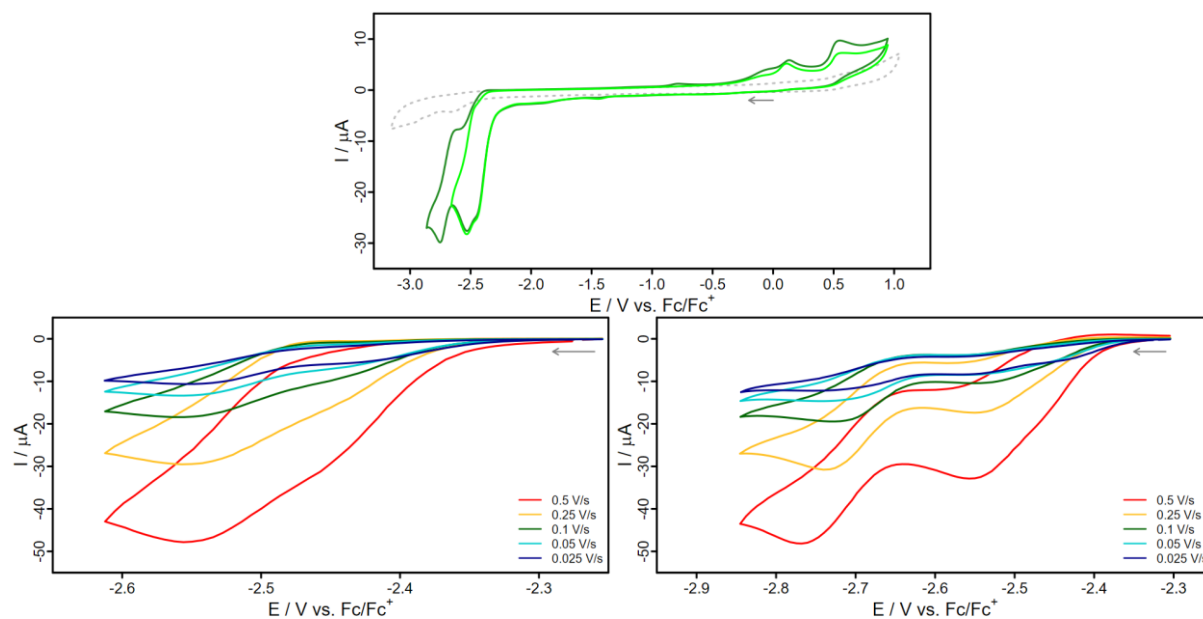 10
0
-10
-20
-30
I / μA
-3.0 -2.5 -2.0 -1.5 -1.0 -0.5 0.0 0.5 1.0
E / V vs. Fc/Fc⁺
0
-10
-20
-30
-40
-50
I / μA
0.5 V/s
0.25 V/s
0.1 V/s
0.05 V/s
0.025 V/s
-2.6 -2.5 -2.4 -2.3
E / V vs. Fc/Fc⁺
0
-10
-20
-30
-40
-50
I / μA
0.5 V/s
0.25 V/s
0.1 V/s
0.05 V/s
0.025 V/s
-2.9 -2.8 -2.7 -2.6 -2.5 -2.4 -2.3
E / V vs. Fc/Fc⁺